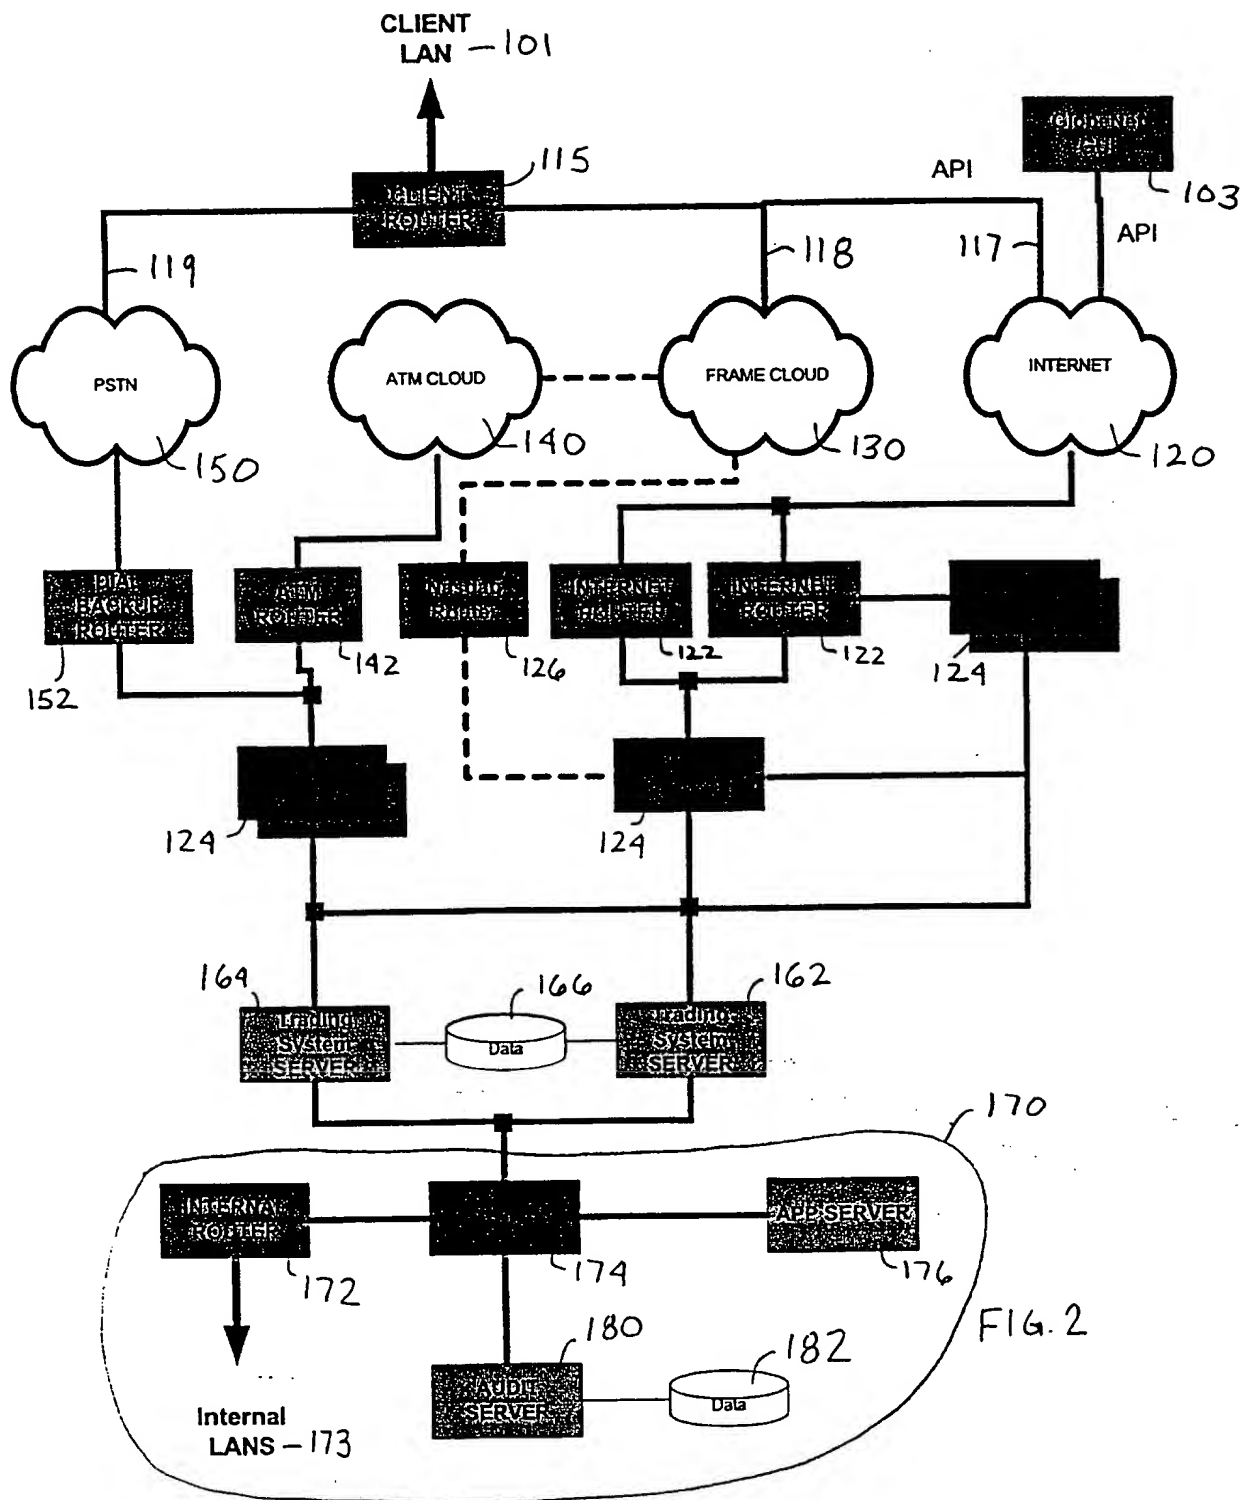 CLIENT
LAN
101
115
CLIENT
ROUTER
API
103
API
119
118
117
PSTN
ATM CLOUD
FRAME CLOUD
INTERNET
150
140
130
120
DIAL
BACKUP
ROUTER
ATM
ROUTER
Router
INTERNET
ROUTER
INTERNET
ROUTER
152
142
126
122
122
124
124
124
164
166
162
Trading
System
SERVER
Data
Trading
System
SERVER
170
INTERNAL
ROUTER
APP SERVER
172
174
176
FIG. 2
180
182
AUDIT
SERVER
Data
Internal
LANS
173